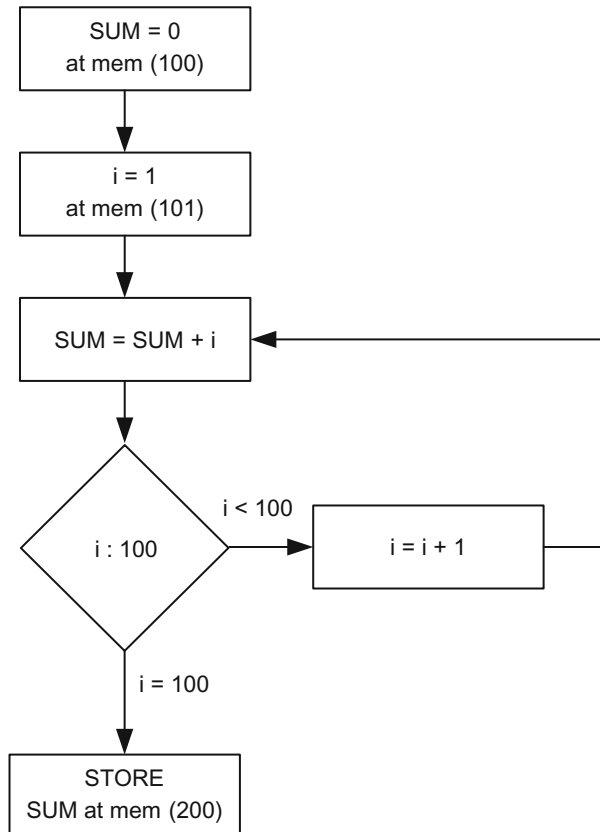 SUM = 0
at mem (100)
i = 1
at mem (101)
SUM = SUM + i
i : 100
i < 100
i = i + 1
i = 100
STORE
SUM at mem (200)